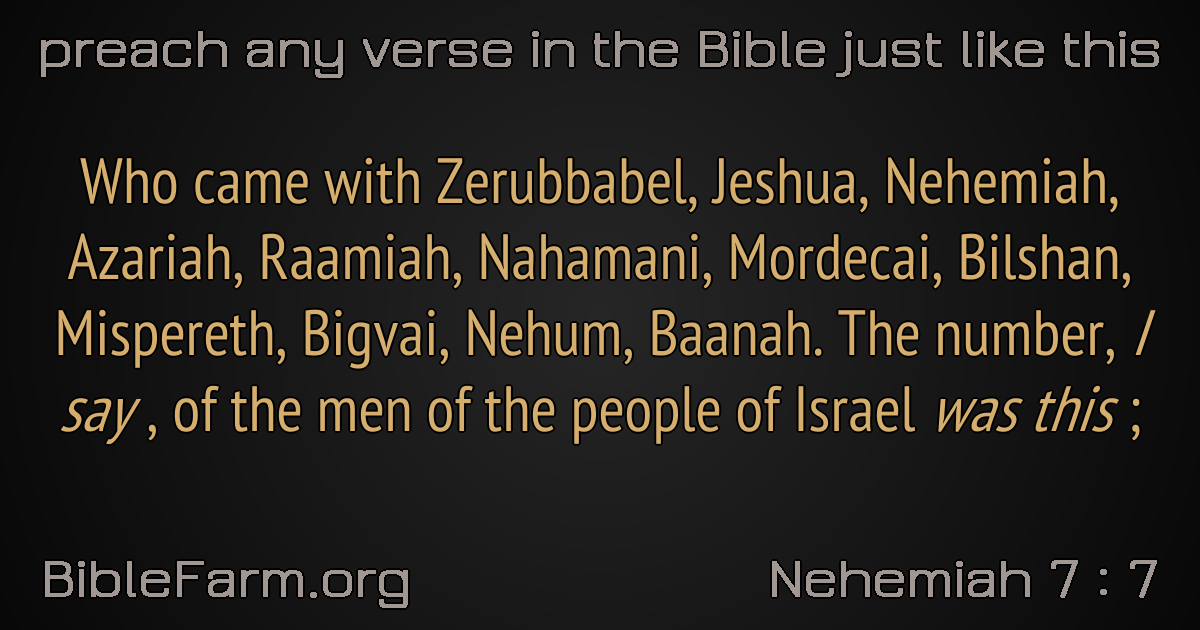 preach any verse in the Bible just like this
Who came with Zerubbabel, Jeshua, Nehemiah,
Azariah, Raamiah, Nahamani, Mordecai, Bilshan,
Mispereth, Bigvai, Nehum, Baanah. The number, I
say , of the men of the people of Israel was this ;
BibleFarm.org
Nehemiah 7 : 7